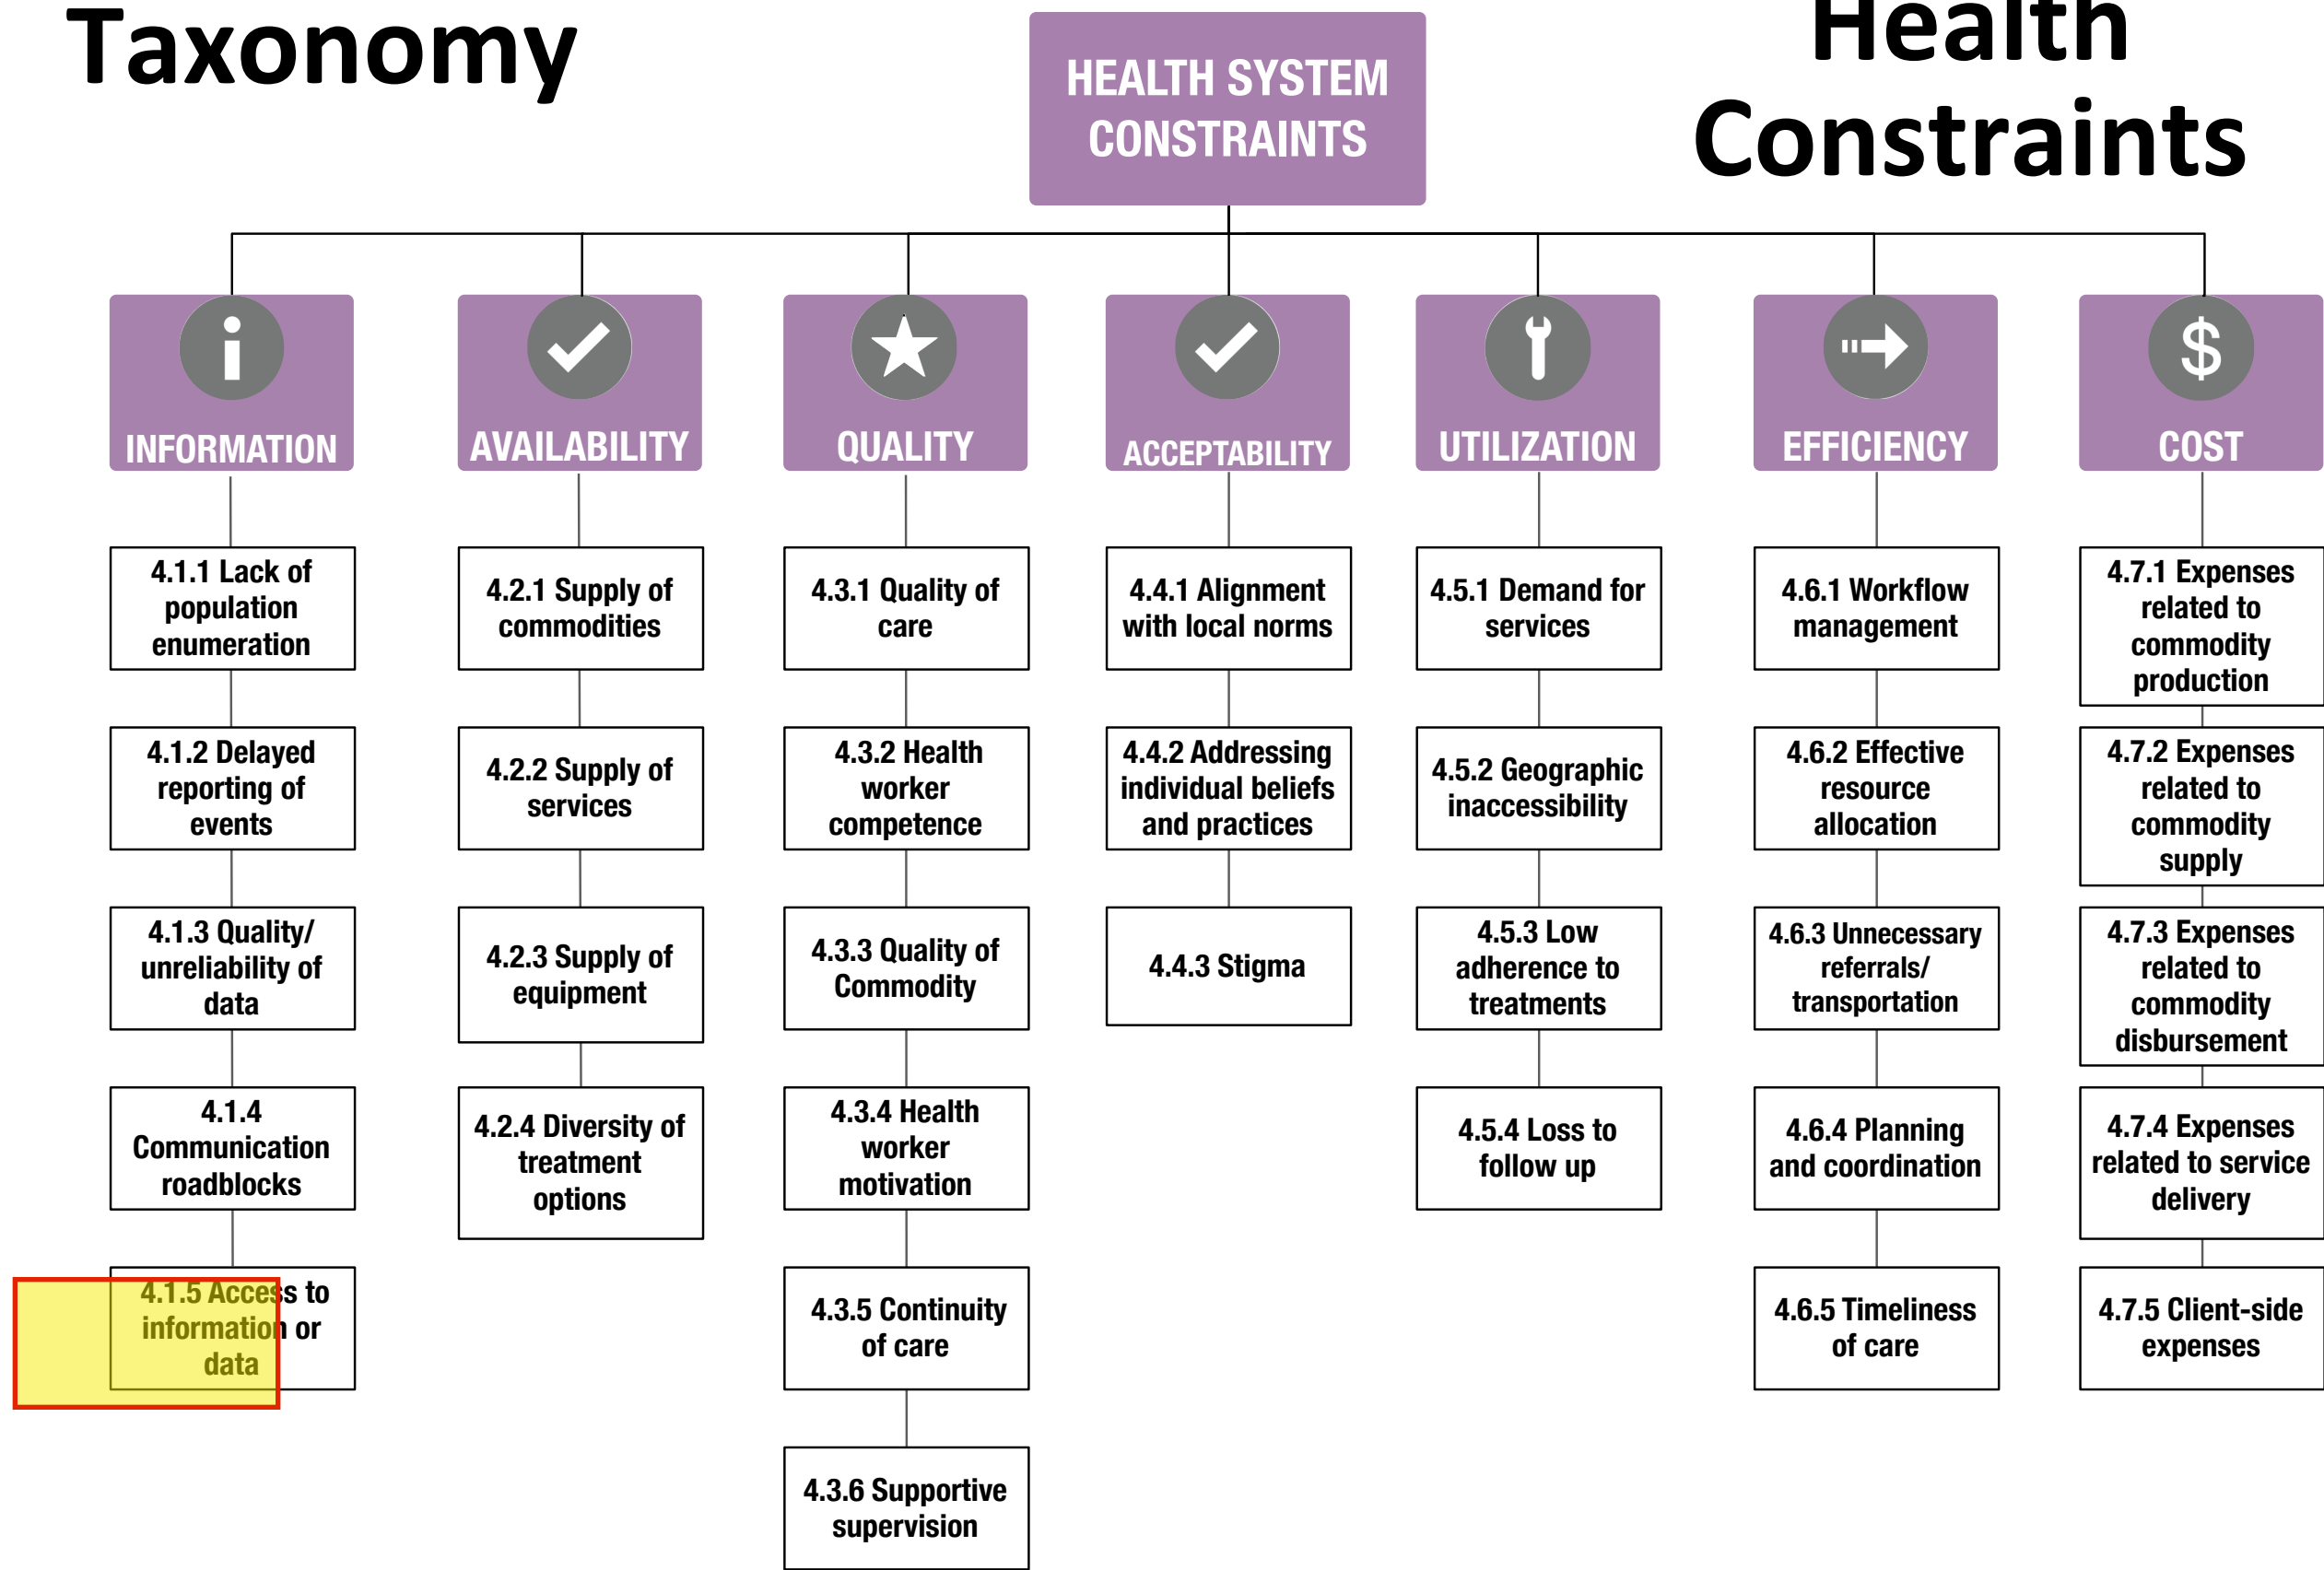 Taxonomy
Health
Constraints
HEALTH SYSTEM
CONSTRAINTS
INFORMATION
4.1.1 Lack of
population
enumeration
4.1.2 Delayed
reporting of
events
4.1.3 Quality/
unreliability of
data
4.1.4
Communication
roadblocks
4.1.5 Access to
information or
data
AVAILABILITY
4.2.1 Supply of
commodities
4.2.2 Supply of
services
4.2.3 Supply of
equipment
4.2.4 Diversity of
treatment
options
QUALITY
4.3.1 Quality of
care
4.3.2 Health
worker
competence
4.3.3 Quality of
Commodity
4.3.4 Health
worker
motivation
4.3.5 Continuity
of care
4.3.6 Supportive
supervision
ACCEPTABILITY
4.4.1 Alignment
with local norms
4.4.2 Addressing
individual beliefs
and practices
4.4.3 Stigma
UTILIZATION
4.5.1 Demand for
services
4.5.2 Geographic
inaccessibility
4.5.3 Low
adherence to
treatments
4.5.4 Loss to
follow up
EFFICIENCY
4.6.1 Workflow
management
4.6.2 Effective
resource
allocation
4.6.3 Unnecessary
referrals/
transportation
4.6.4 Planning
and coordination
4.6.5 Timeliness
of care
$
COST
4.7.1 Expenses
related to
commodity
production
4.7.2 Expenses
related to
commodity
supply
4.7.3 Expenses
related to
commodity
disbursement
4.7.4 Expenses
related to service
delivery
4.7.5 Client-side
expenses